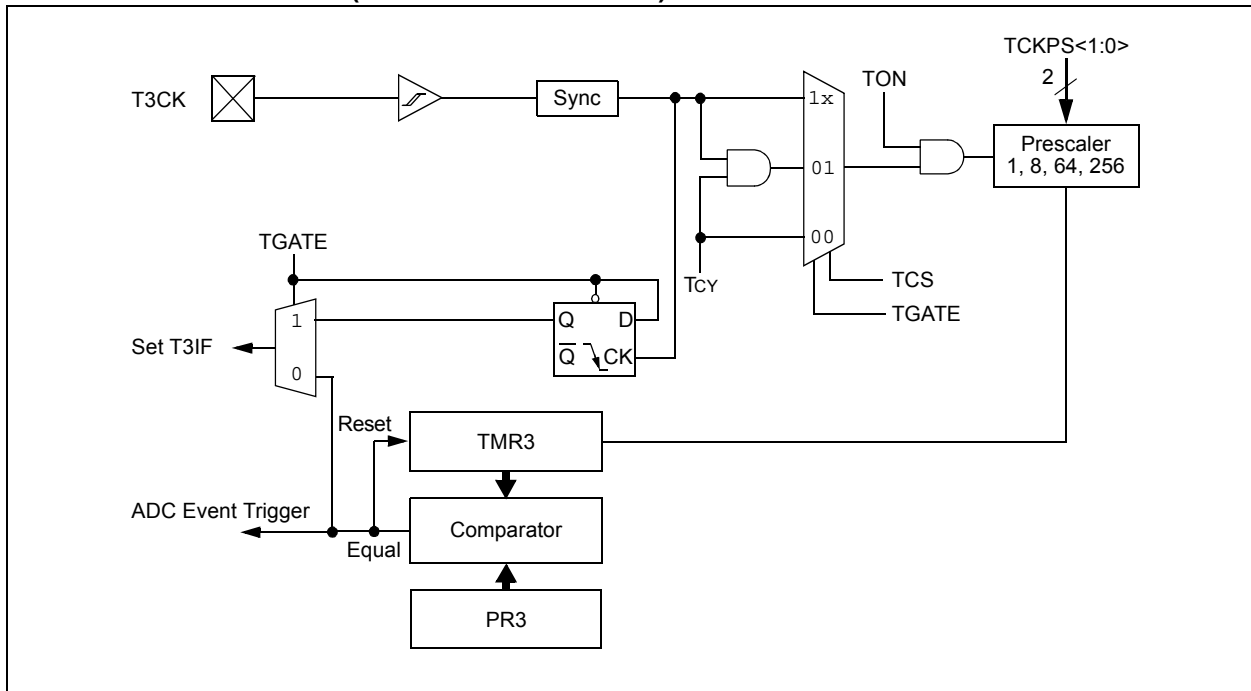 TCKPS<1:0>
2
T3CK
Sync
1x
TON
Prescaler
1, 8, 64, 256
01
00
TGATE
TCY
TCS
TGATE
1
Q
D
Set T3IF
Q
CK
0
Reset
TMR3
ADC Event Trigger
Equal
Comparator
PR3